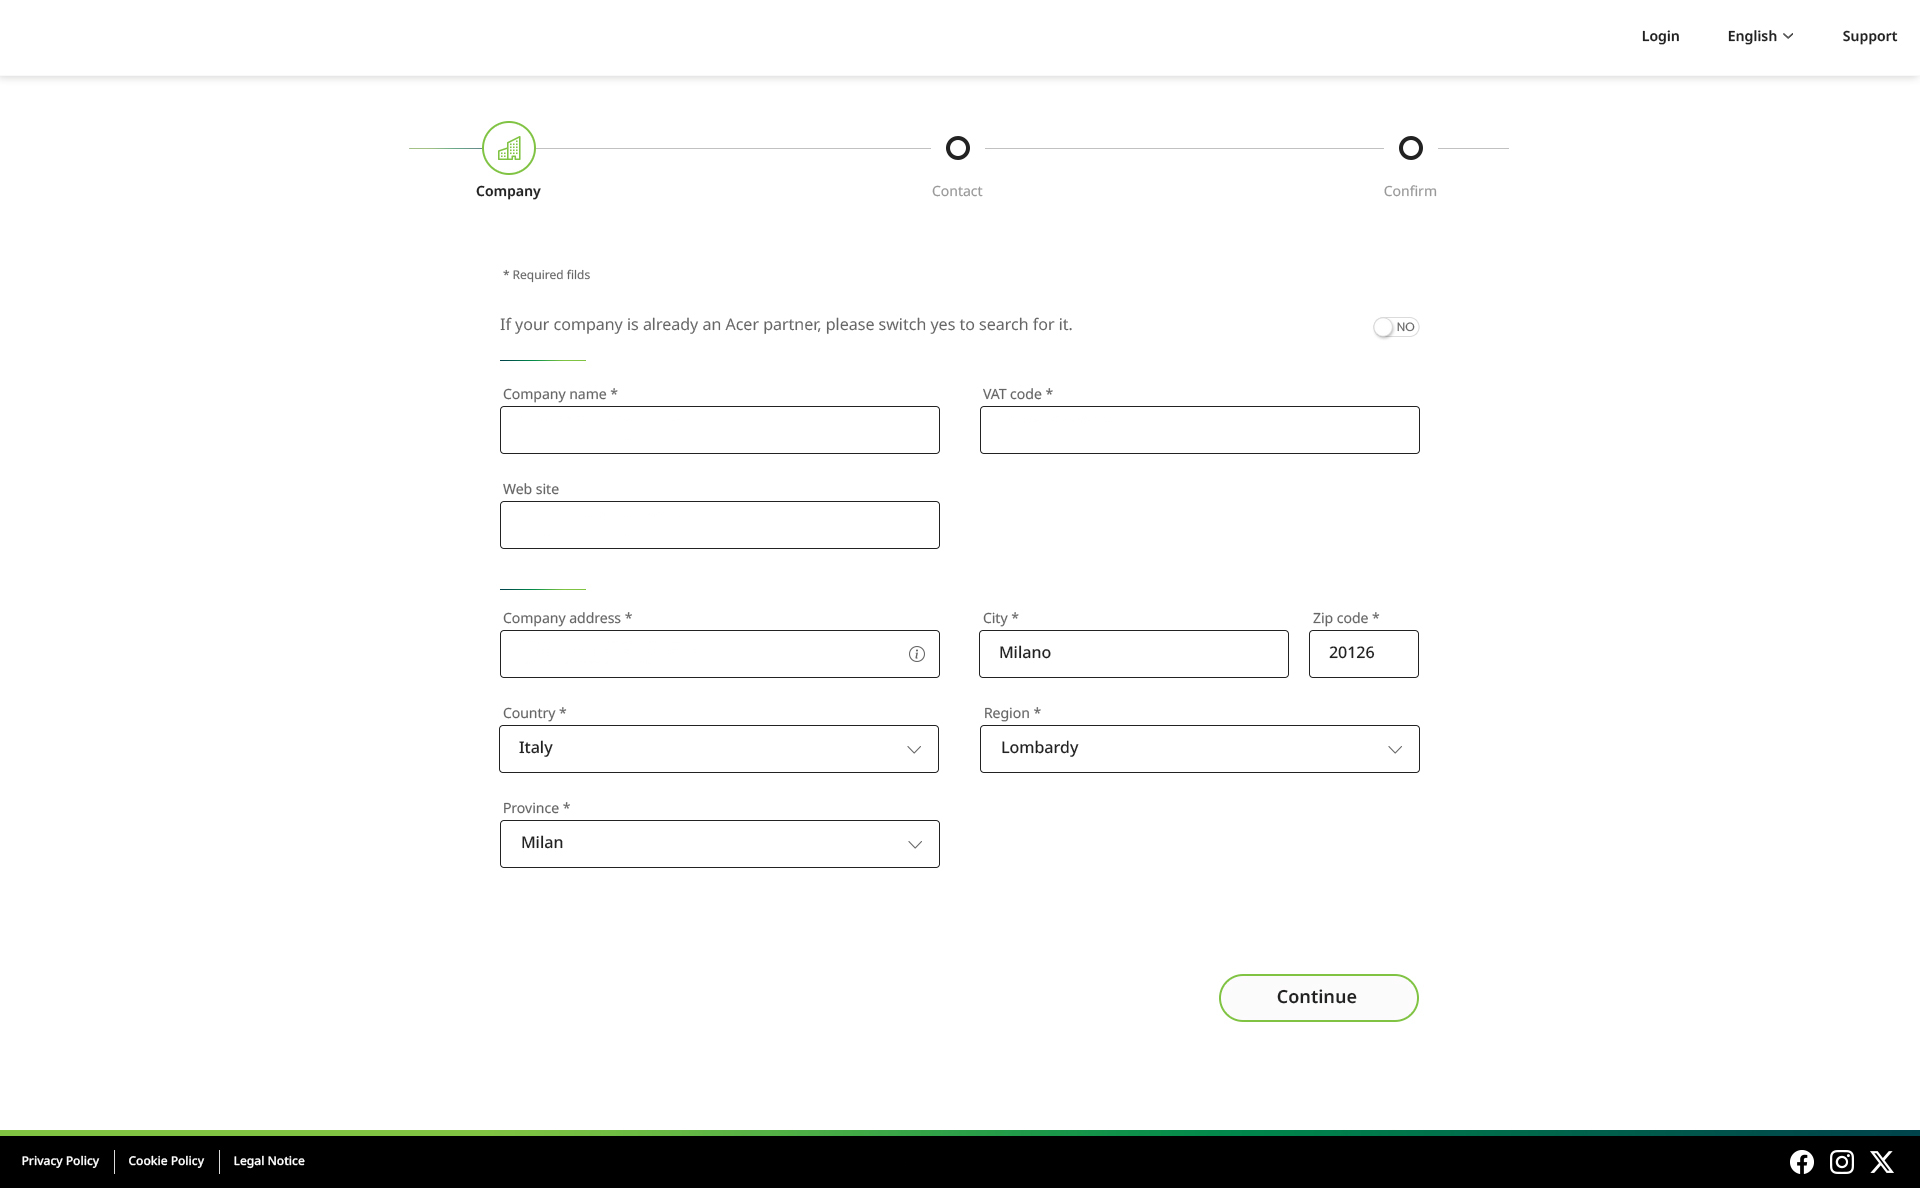 Login English Support
Company Contact Confirm
* Required filds
If your company is already an Acer partner, please switch yes to search for it.
NO
Company name * VAT code *
Web site
Company address * City * Zip code *
Milano 20126
Country * Region *
Italy Lombardy
Province *
Milan
Continue
Privacy Policy Cookie Policy Legal Notice